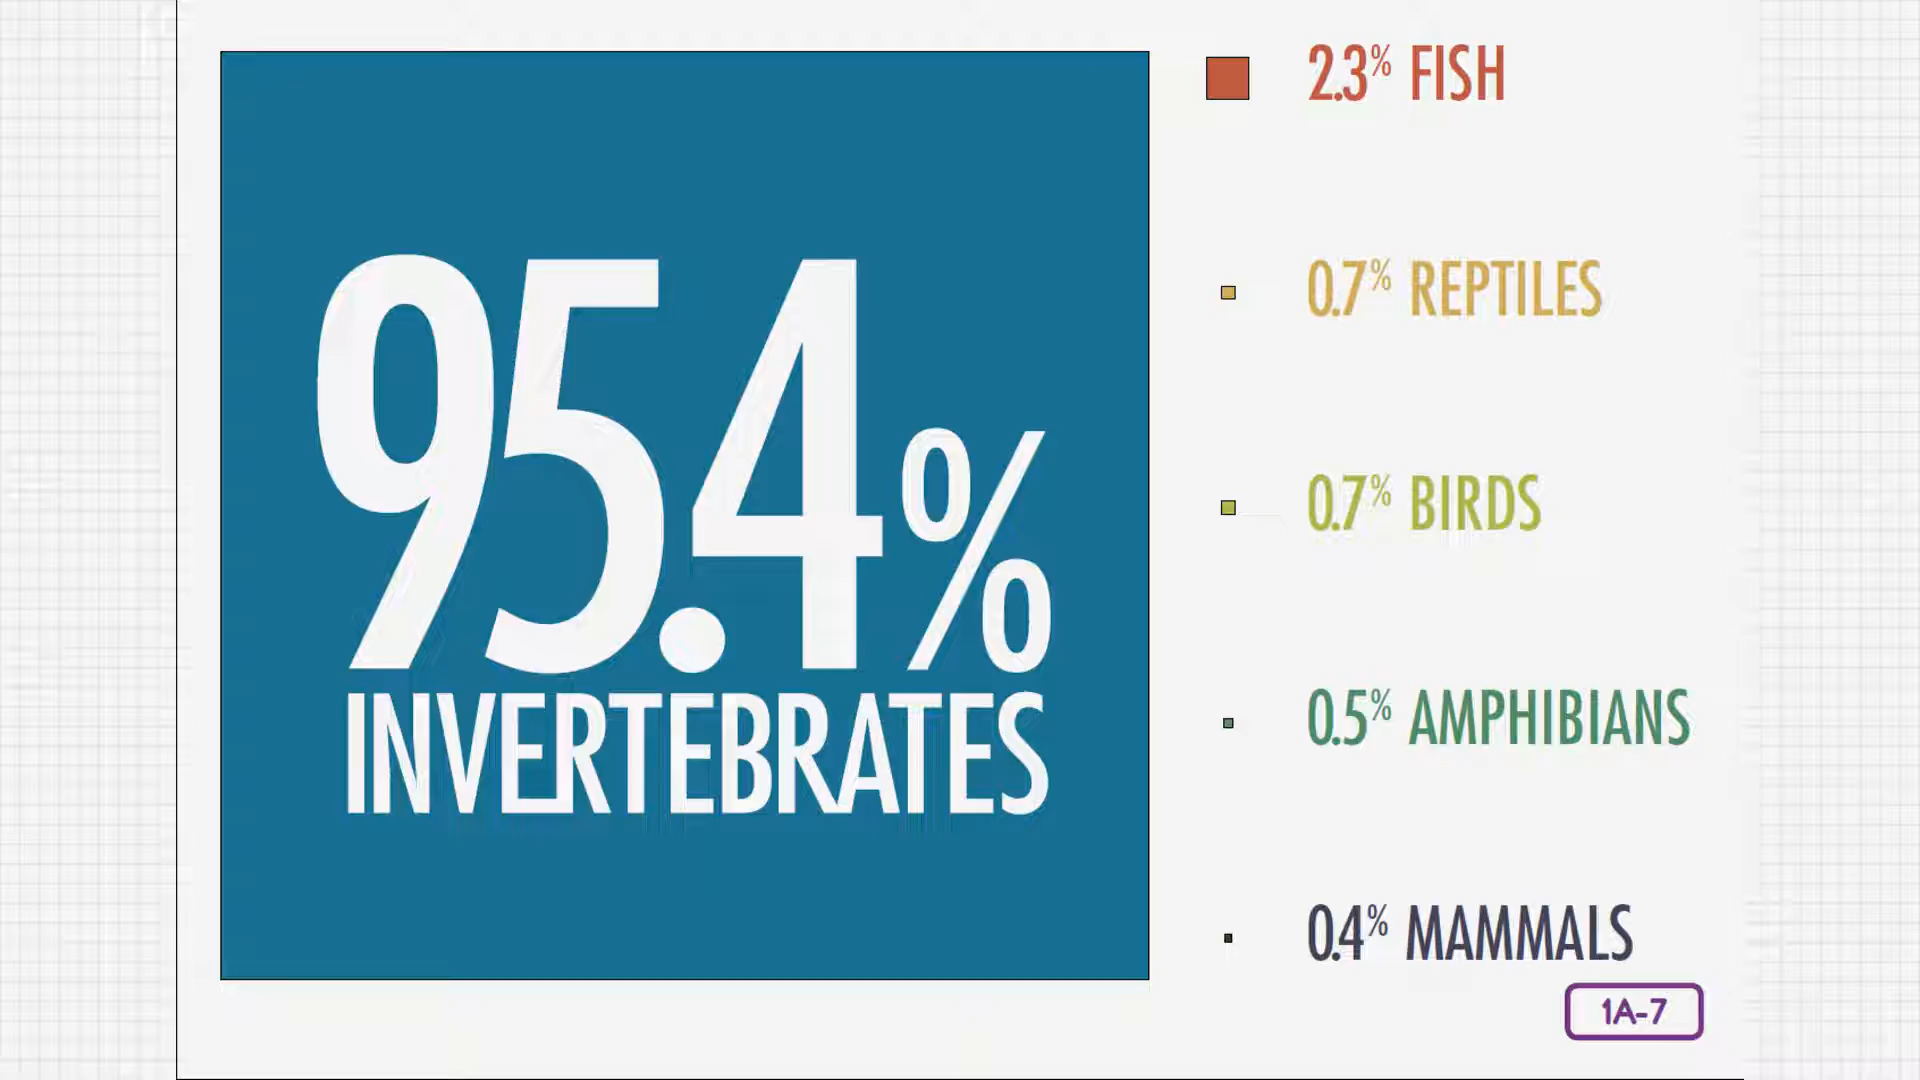 95.4%
INVERTEBRATES
2.3% FISH
0.7% REPTILES
0.7% BIRDS
0.5% AMPHIBIANS
0.4% MAMMALS
1A-7